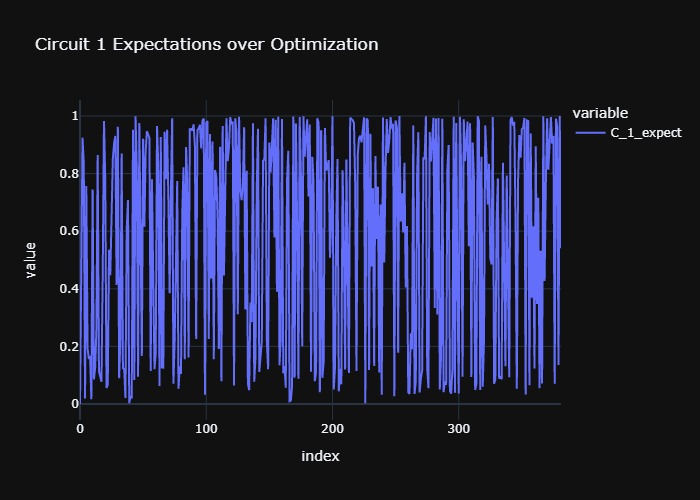 Circuit 1 Expectations over Optimization
variable
C_1_expect
1
0.8
0.6
0.4
0.2
0
value
0
100
200
300
index